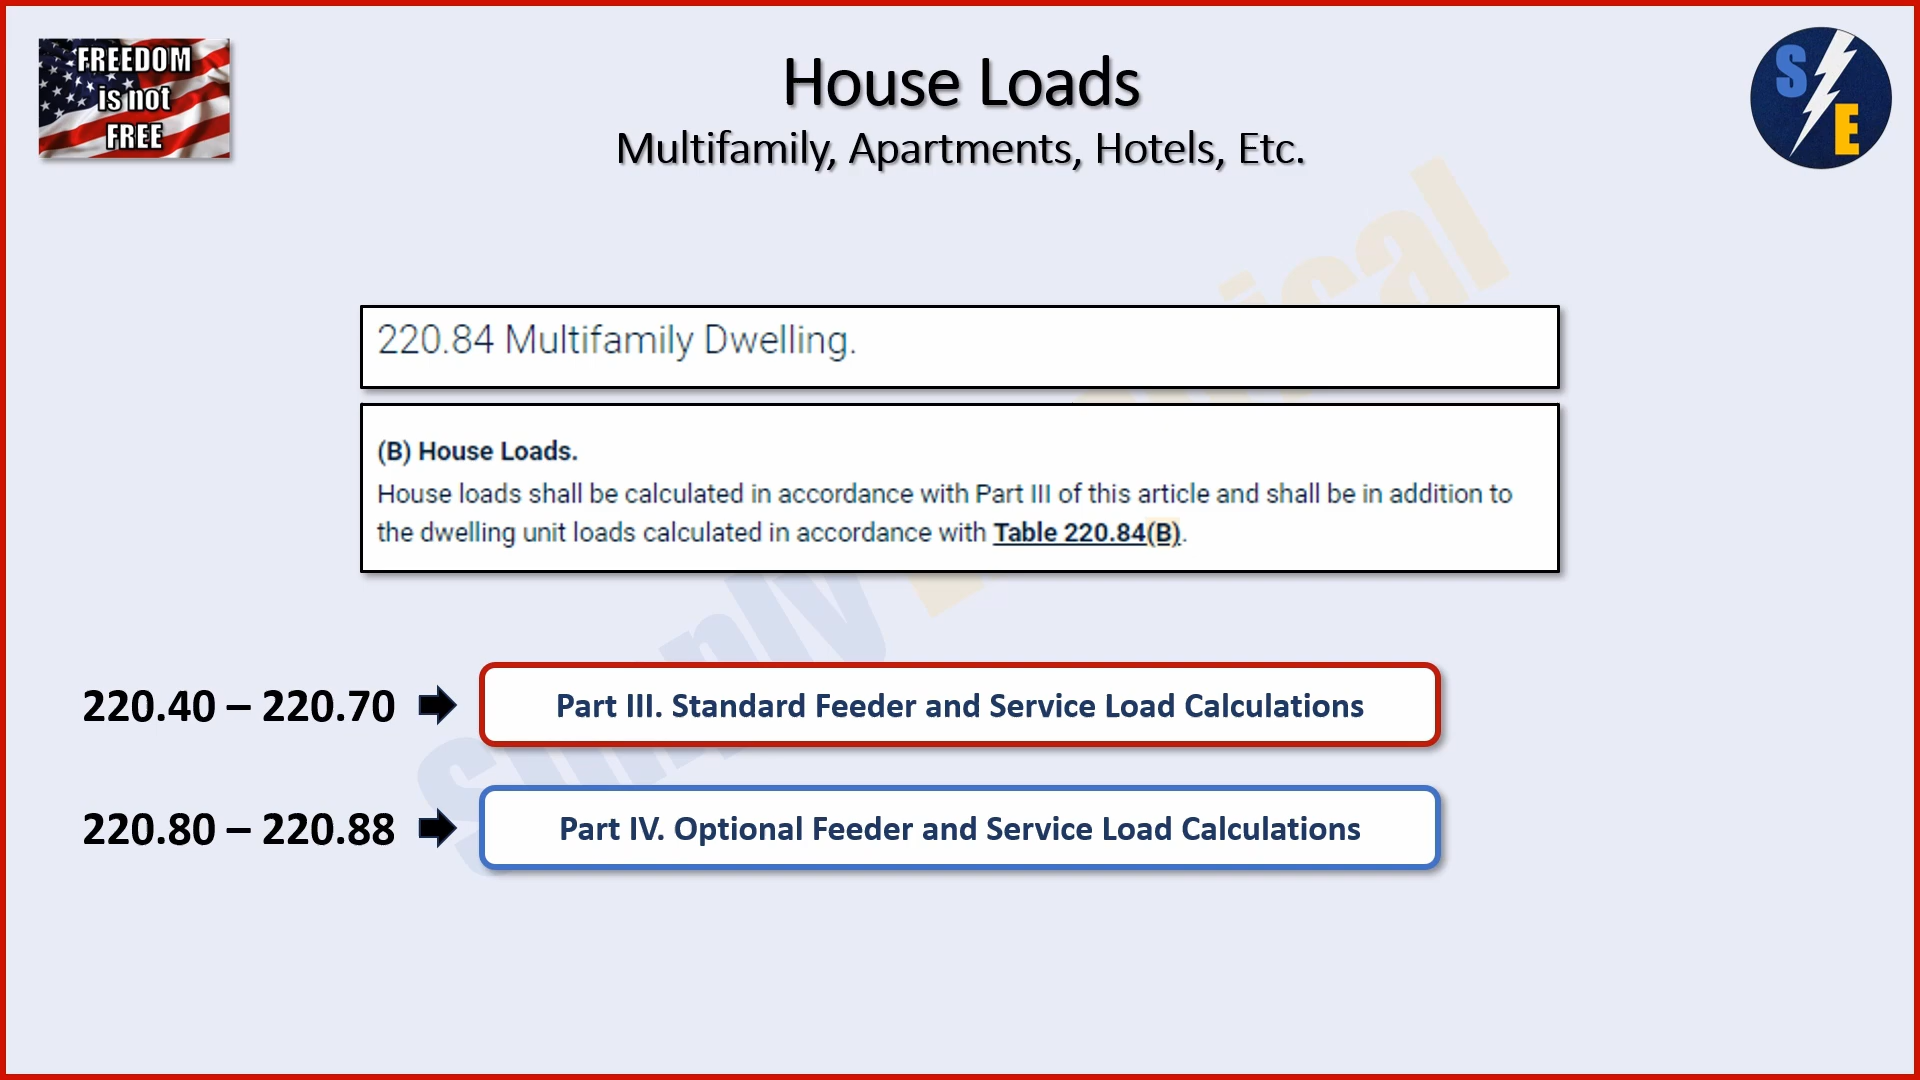 FREEDOM
is not
FREE
House Loads
Multifamily, Apartments, Hotels, Etc.
S
E
220.84 Multifamily Dwelling.
(B) House Loads.
House loads shall be calculated in accordance with Part III of this article and shall be in addition to
the dwelling unit loads calculated in accordance with Table 220.84(B).
220.40 – 220.70
Part III. Standard Feeder and Service Load Calculations
220.80 – 220.88
Part IV. Optional Feeder and Service Load Calculations